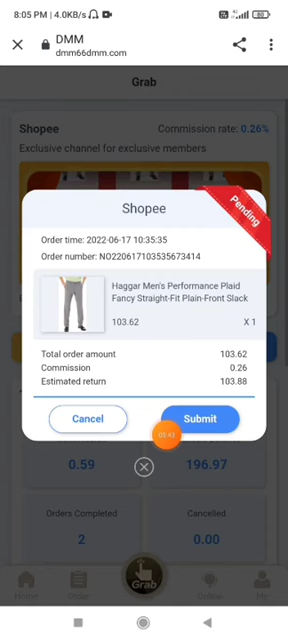 8:05 PM | 4.0KB/s
80
DMM
dmm66dmm.com
Grab
Shopee
Commission rate: 0.26%
Exclusive channel for exclusive members
Pending
Shopee
Order time: 2022-06-17 10:35:35
Order number: NO220617103535673414
Haggar Men's Performance Plaid
Fancy Straight-Fit Plain-Front Slack
103.62
X 1
Total order amount
103.62
Commission
0.26
Estimated return
103.88
Cancel
Submit
0.59
196.97
Orders Completed
Cancelled
2
0.00
Home
Order
Grab
Me